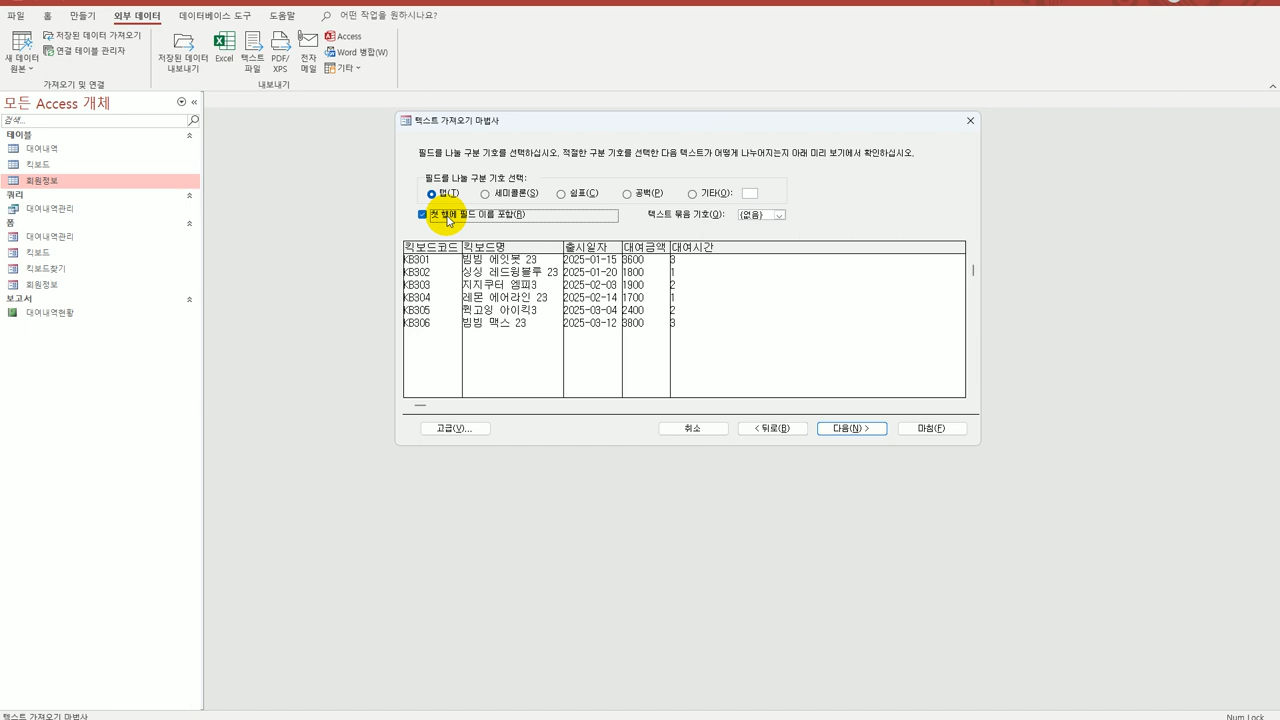 파일 홈 만들기 외부 데이터 데이터베이스 도구 도움말 어떤 작업을 원하시나요?
새 데이터 원본
저장된 데이터 가져오기
연결 테이블 관리자
가져오기 및 연결
저장된 데이터 내보내기
Excel
텍스트 파일
PDF/XPS
전자 메일
Access
Word 병합(W)
기타
내보내기
모든 Access 개체
검색...
테이블
대여내역
킥보드
회원정보
쿼리
대여내역관리
폼
대여내역관리
킥보드
킥보드찾기
회원정보
보고서
대여내역현황
텍스트 가져오기 마법사
필드를 나눌 구분 기호를 선택하십시오. 적절한 구분 기호를 선택한 다음 텍스트가 어떻게 나누어지는지 아래 미리 보기에서 확인하십시오.
필드를 나눌 구분 기호 선택:
탭(T) 세미콜론(S) 쉼표(C) 공백(P) 기타(O):
첫 행에 필드 이름 포함(R) 텍스트 묶음 기호(Q): {없음}
킥보드코드 킥보드명 출시일자 대여금액 대여시간
KB301 빔빔 에잇봇 23 2025-01-15 3600 3
KB302 싱싱 레드윙블루 23 2025-01-20 1800 1
KB303 지지쿠터 엠피3 2025-02-03 1900 2
KB304 레몬 에어라인 23 2025-02-14 1700 1
KB305 쀡고잉 아이킥3 2025-03-04 2400 2
KB306 빔빔 맥스 23 2025-03-12 3800 3
고급(V)... 취소 < 뒤로(B) 다음(N) > 마침(F)
텍스트 가져오기 마법사 Num Lock